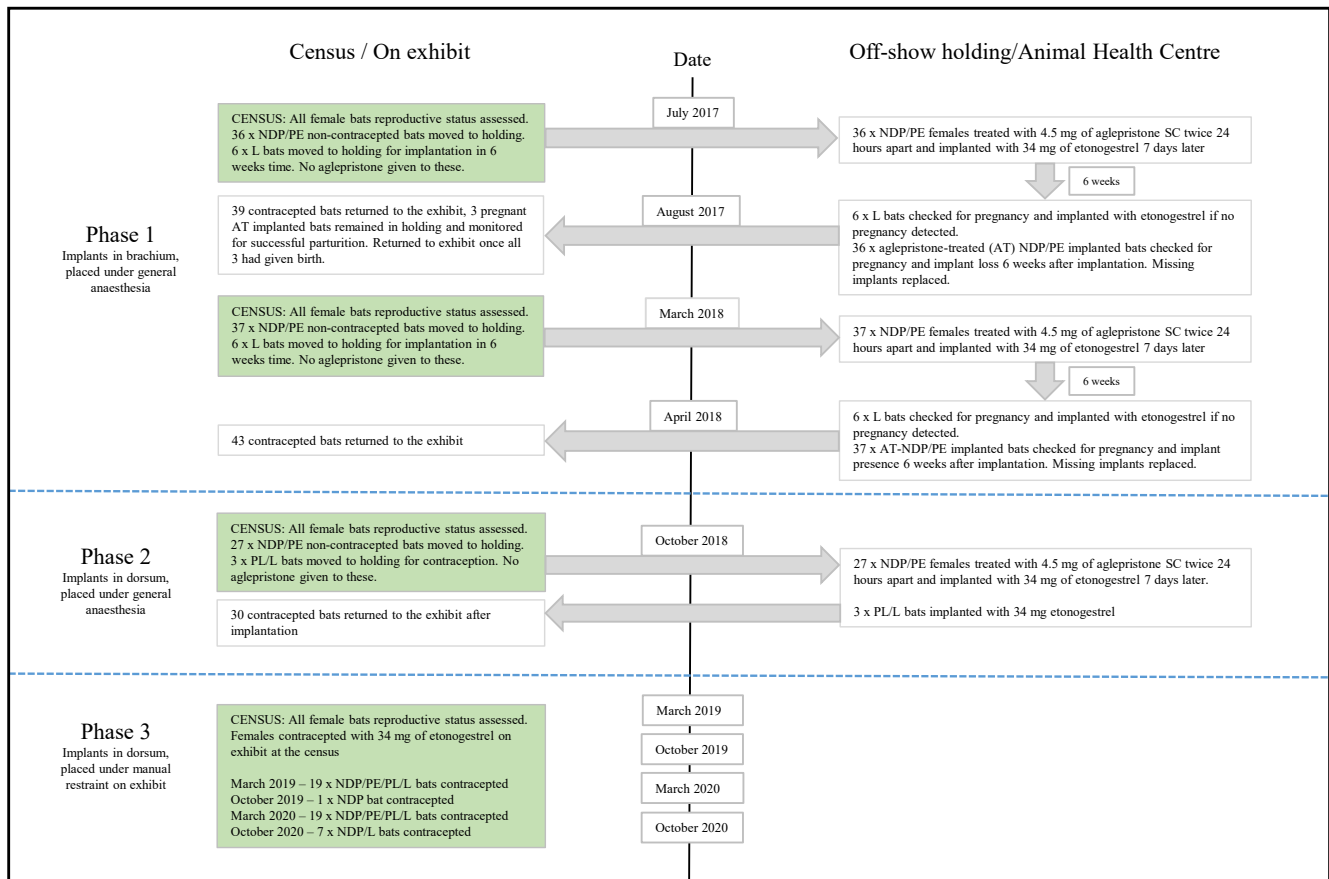 Census / On exhibit
Date
Off-show holding/Animal Health Centre
Phase 1
Implants in brachium,
placed under general
anaesthesia
CENSUS: All female bats reproductive status assessed.
36 x NDP/PE non-contracepted bats moved to holding.
6 x L bats moved to holding for implantation in 6
weeks time. No aglepristone given to these.
July 2017
36 x NDP/PE females treated with 4.5 mg of aglepristone SC twice 24
hours apart and implanted with 34 mg of etonogestrel 7 days later
6 weeks
39 contracepted bats returned to the exhibit, 3 pregnant
AT implanted bats remained in holding and monitored
for successful parturition. Returned to exhibit once all
3 had given birth.
August 2017
6 x L bats checked for pregnancy and implanted with etonogestrel if no
pregnancy detected.
36 x aglepristone-treated (AT) NDP/PE implanted bats checked for
pregnancy and implant loss 6 weeks after implantation. Missing
implants replaced.
CENSUS: All female bats reproductive status assessed.
37 x NDP/PE non-contracepted bats moved to holding.
6 x L bats moved to holding for implantation in 6
weeks time. No aglepristone given to these.
March 2018
37 x NDP/PE females treated with 4.5 mg of aglepristone SC twice 24
hours apart and implanted with 34 mg of etonogestrel 7 days later
6 weeks
43 contracepted bats returned to the exhibit
April 2018
6 x L bats checked for pregnancy and implanted with etonogestrel if no
pregnancy detected.
37 x AT-NDP/PE implanted bats checked for pregnancy and implant
presence 6 weeks after implantation. Missing implants replaced.
Phase 2
Implants in dorsum,
placed under general
anaesthesia
CENSUS: All female bats reproductive status assessed.
27 x NDP/PE non-contracepted bats moved to holding.
3 x PL/L bats moved to holding for contraception. No
aglepristone given to these.
October 2018
27 x NDP/PE females treated with 4.5 mg of aglepristone SC twice 24
hours apart and implanted with 34 mg of etonogestrel 7 days later.
3 x PL/L bats implanted with 34 mg etonogestrel
30 contracepted bats returned to the exhibit after
implantation
Phase 3
Implants in dorsum,
placed under manual
restraint on exhibit
CENSUS: All female bats reproductive status assessed.
Females contracepted with 34 mg of etonogestrel on
exhibit at the census
March 2019 – 19 x NDP/PE/PL/L bats contracepted
October 2019 – 1 x NDP bat contracepted
March 2020 – 19 x NDP/PE/PL/L bats contracepted
October 2020 – 7 x NDP/L bats contracepted
March 2019
October 2019
March 2020
October 2020